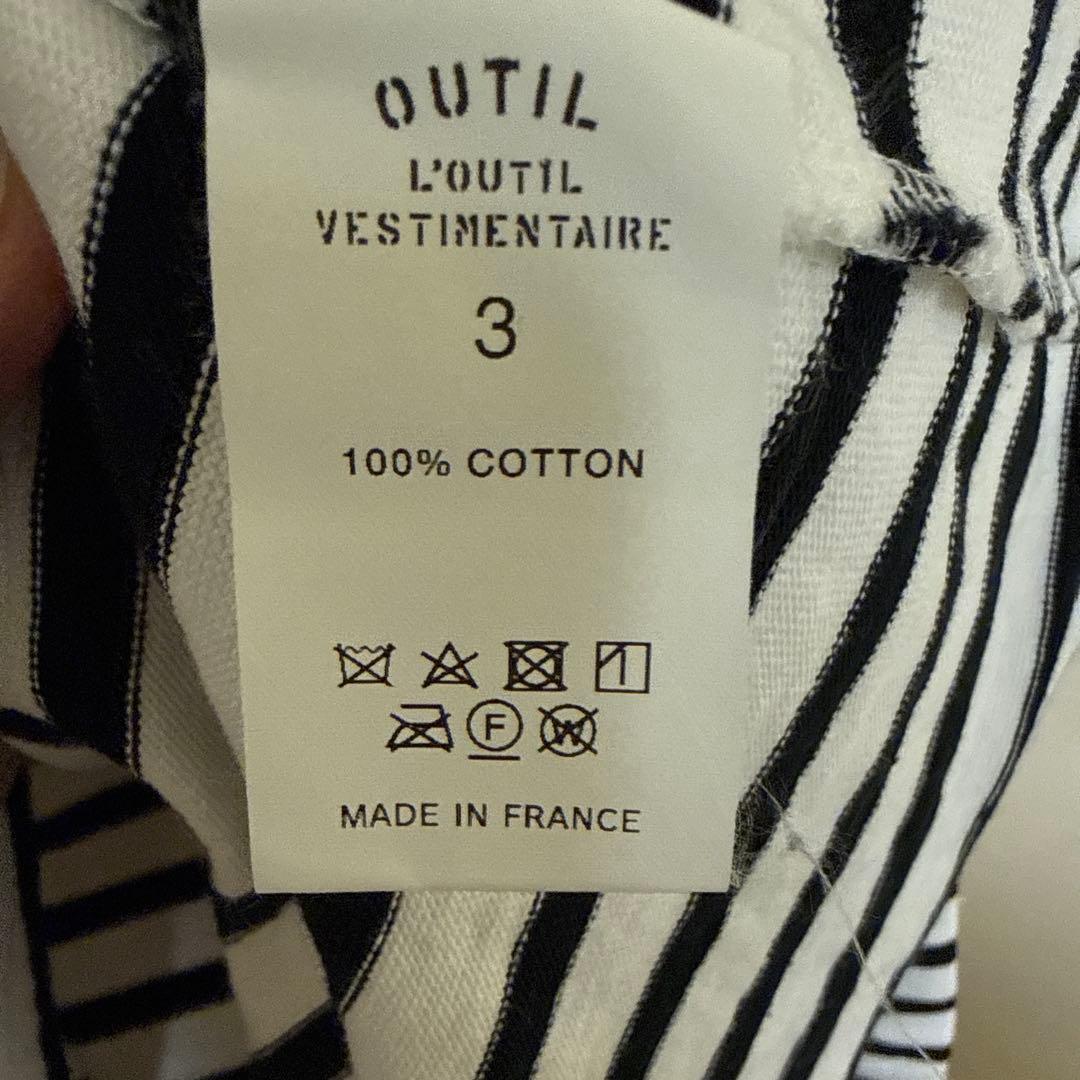 OUTIL
L'OUTIL
VESTIMENTAIRE
3
100% COTTON
F W
MADE IN FRANCE